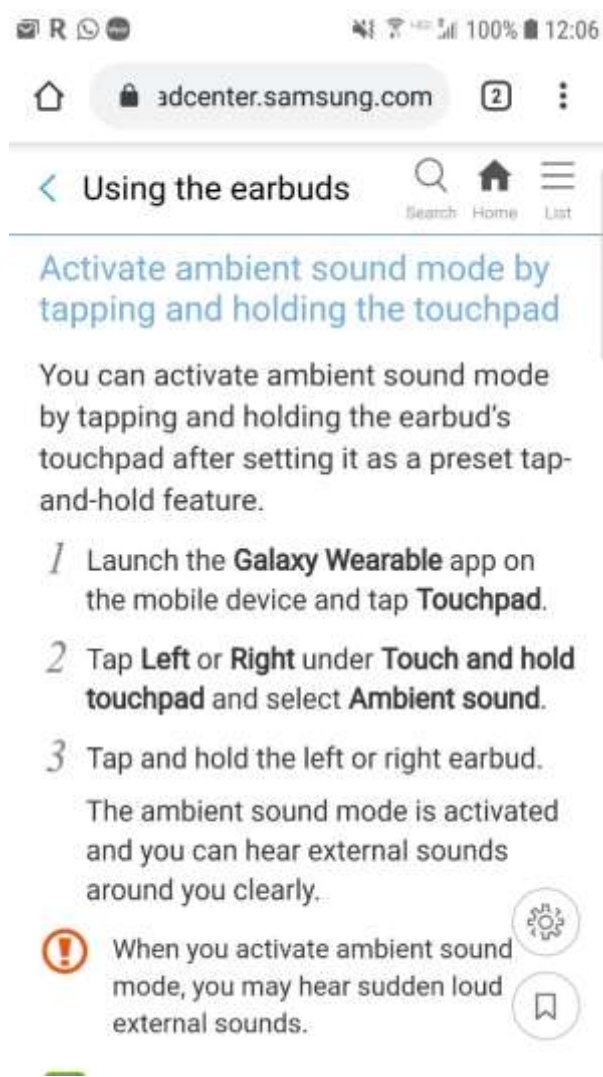 R 100% 12:06
adcenter.samsung.com 2
Using the earbuds
Search Home List
Activate ambient sound mode by
tapping and holding the touchpad
You can activate ambient sound mode
by tapping and holding the earbud's
touchpad after setting it as a preset tap-
and-hold feature.
1 Launch the Galaxy Wearable app on
the mobile device and tap Touchpad.
2 Tap Left or Right under Touch and hold
touchpad and select Ambient sound.
3 Tap and hold the left or right earbud.
The ambient sound mode is activated
and you can hear external sounds
around you clearly.
When you activate ambient sound
mode, you may hear sudden loud
external sounds.